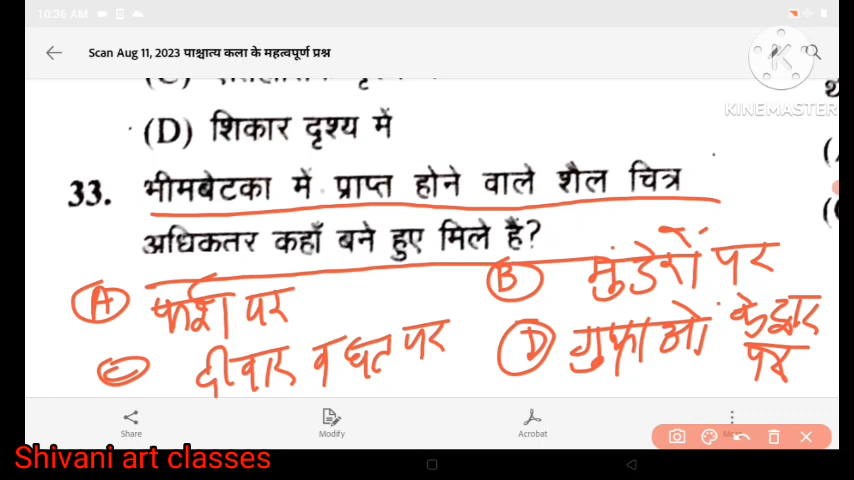 10:36 AM
Scan Aug 11, 2023 पाश्चात्य कला के महत्वपूर्ण प्रश्न
KINEMASTER
(D) शिकार दृश्य में
33. भीमबेटका में प्राप्त होने वाले शैल चित्र
अधिकतर कहाँ बने हुए मिले हैं?
(A) फर्श पर
(B) मुंडेरों पर
(C) दीवार व छत पर
(D) गुफाओं के द्वार पर
Share
Modify
Acrobat
Shivani art classes